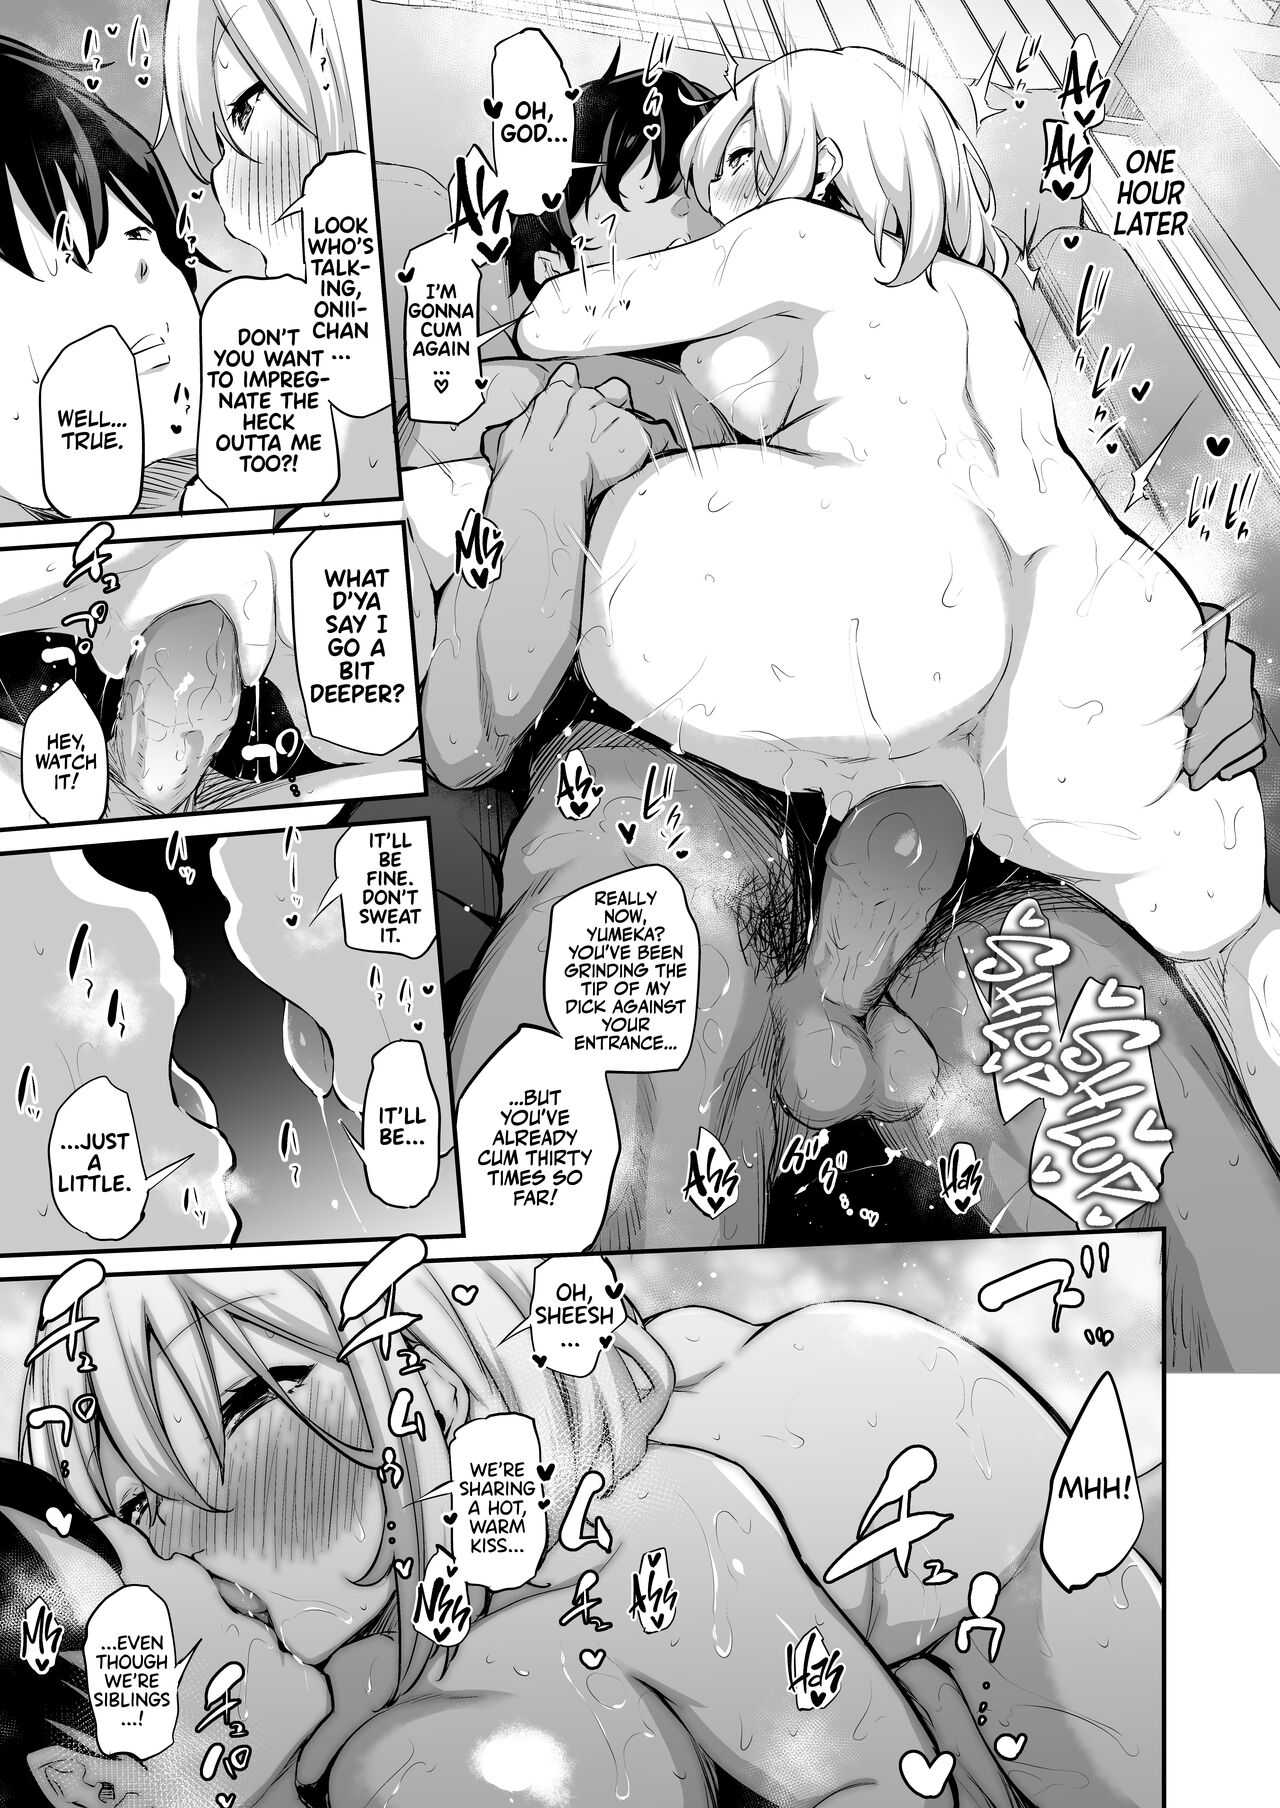 ONE
HOUR
LATER
OH,
GOD...
I'M
GONNA
CUM
AGAIN
...
♥
REALLY
NOW,
YUMEKA?
YOU'VE BEEN
GRINDING THE
TIP OF MY
DICK AGAINST
YOUR
ENTRANCE...
...BUT
YOU'VE
ALREADY
CUM THIRTY
TIMES SO
FAR!
LOOK
WHO'S
TALK-
ING,
ONII-
CHAN
...
DON'T
YOU WANT
TO IMPREG-
NATE THE
HECK
OUTTA ME
TOO?!
WELL...
TRUE.
WHAT
D'YA
SAY I
GO A
BIT
DEEPER?
HEY,
WATCH
IT!
IT'LL
BE
FINE.
DON'T
SWEAT
IT.
IT'LL
BE...
...JUST
A
LITTLE.
MHH!
OH,
SHEESH
...
WE'RE
SHARING
A HOT,
WARM
KISS...
...EVEN
THOUGH
WE'RE
SIBLINGS
...!